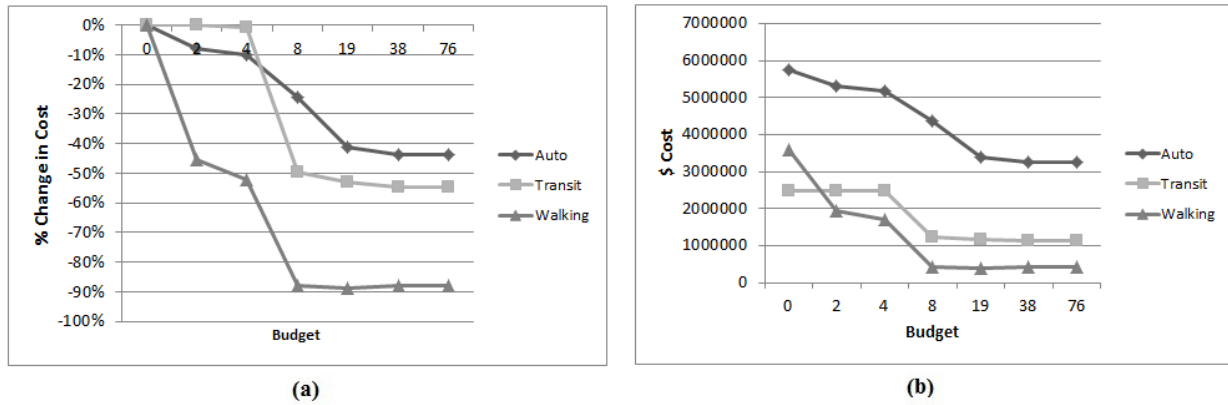 0%
-10%
-20%
-30%
-40%
-50%
-60%
-70%
-80%
-90%
-100%
% Change in Cost
0 2 4 8 19 38 76
Budget
Auto
Transit
Walking
(a)
7000000
6000000
5000000
4000000
3000000
2000000
1000000
0
$ Cost
0 2 4 8 19 38 76
Budget
Auto
Transit
Walking
(b)